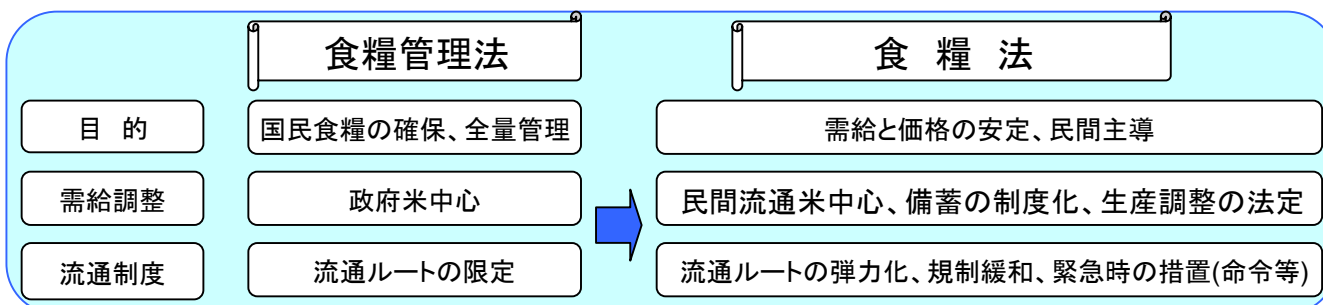 食糧管理法
食 糧 法
目 的
国民食糧の確保、全量管理
需給と価格の安定、民間主導
需給調整
政府米中心
民間流通米中心、備蓄の制度化、生産調整の法定
流通制度
流通ルートの限定
流通ルートの弾力化、規制緩和、緊急時の措置(命令等)